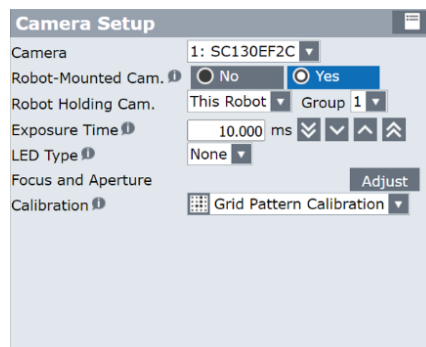 Camera Setup
Camera 1: SC130EF2C
Robot-Mounted Cam. No Yes
Robot Holding Cam. This Robot Group 1
Exposure Time 10.000 ms
LED Type None
Focus and Aperture Adjust
Calibration Grid Pattern Calibration